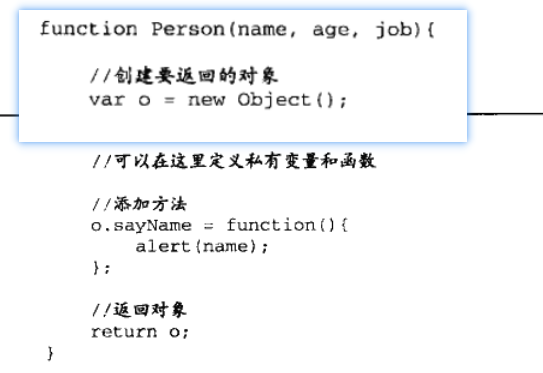 function Person(name, age, job){
//创建要返回的对象
var o = new Object();
//可以在这里定义私有变量和函数
//添加方法
o.sayName = function(){
alert(name);
};
//返回对象
return o;
}